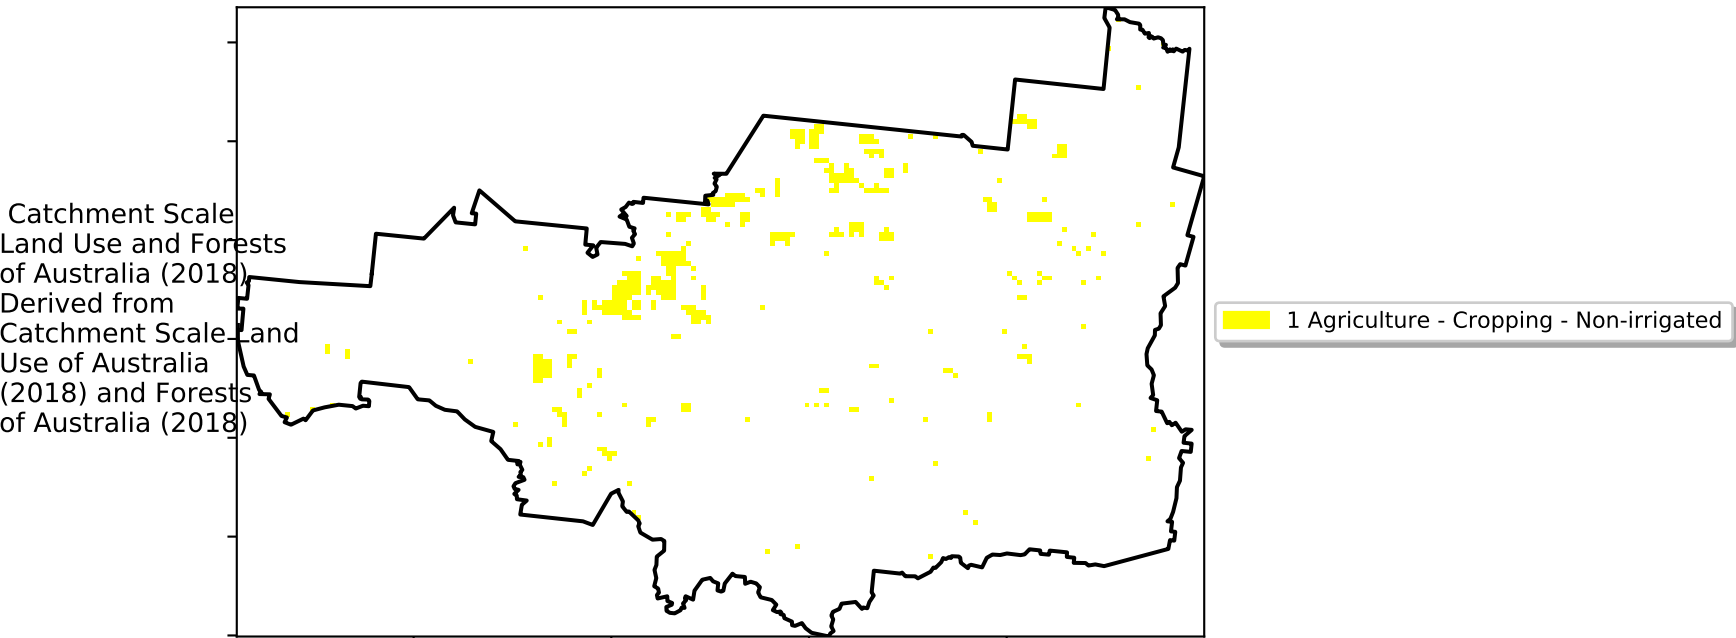 Catchment Scale
Land Use and Forests
of Australia (2018)
Derived from
Catchment Scale Land
Use of Australia
(2018) and Forests
of Australia (2018)
1 Agriculture - Cropping - Non-irrigated